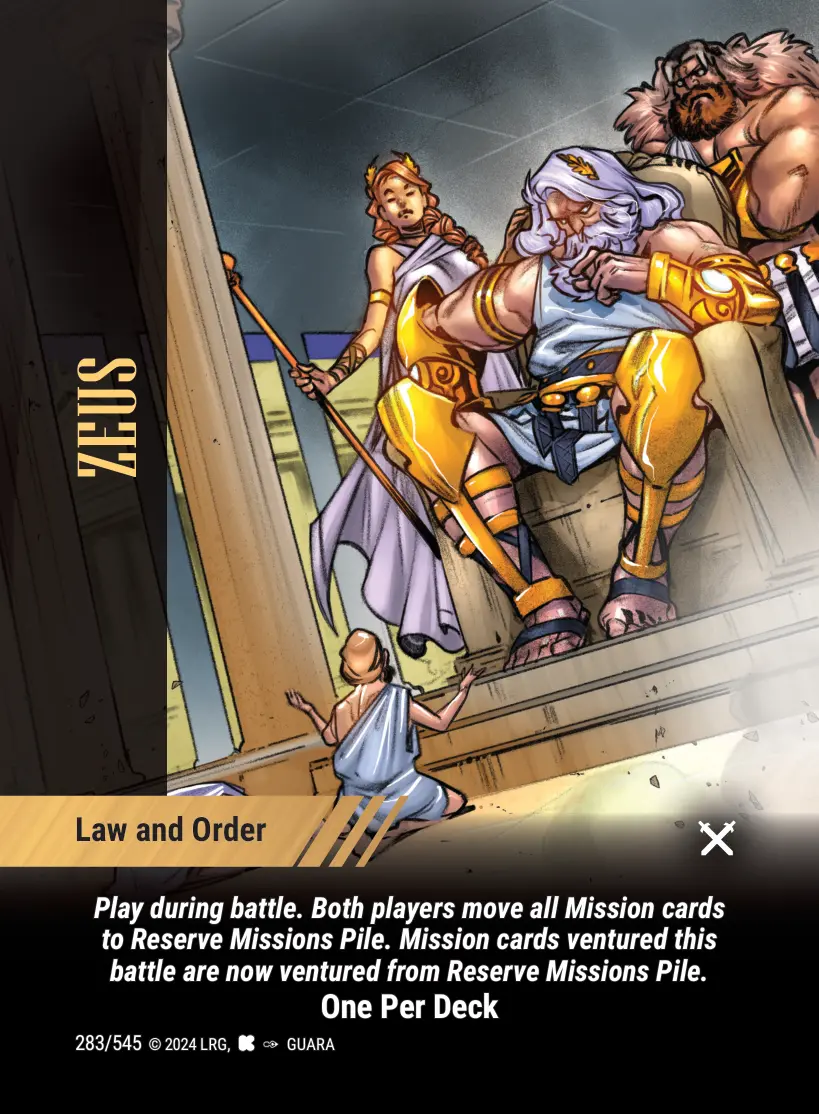 ZEUS
Law and Order
Play during battle. Both players move all Mission cards
to Reserve Missions Pile. Mission cards ventured this
battle are now ventured from Reserve Missions Pile.
One Per Deck
283/545 © 2024 LRG, GUARA